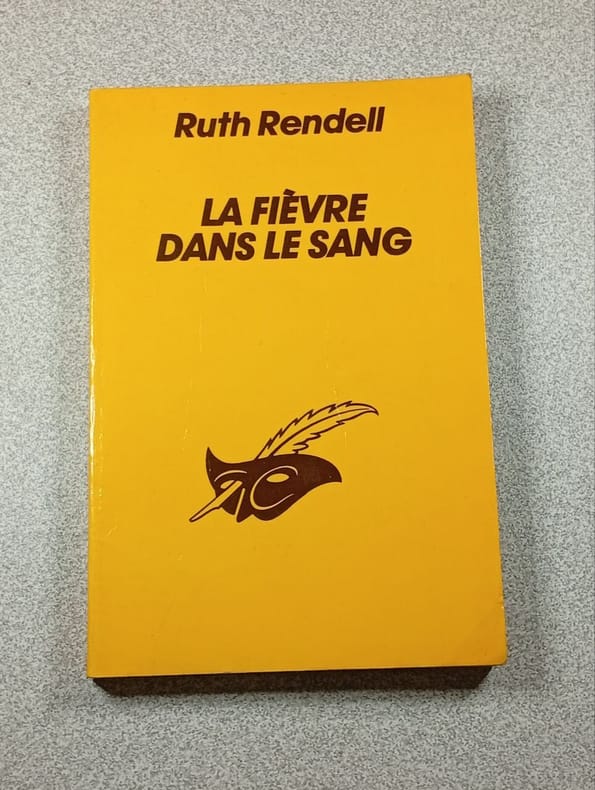 Ruth Rendell
LA FIÈVRE
DANS LE SANG